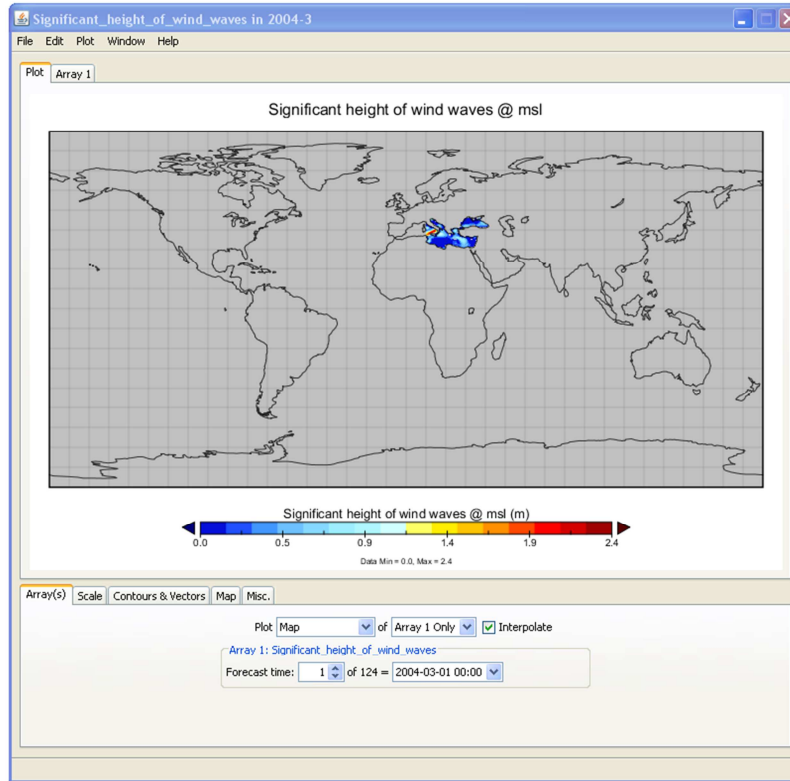 Significant_height_of_wind_waves in 2004-3
File Edit Plot Window Help
Plot Array 1
Significant height of wind waves @ msl
Significant height of wind waves @ msl (m)
0.0 0.5 0.9 1.4 1.9 2.4
Data Min = 0.0, Max = 2.4
Array(s) Scale Contours & Vectors Map Misc.
Plot Map of Array 1 Only Interpolate
Array 1: Significant_height_of_wind_waves
Forecast time: 1 of 124 = 2004-03-01 00:00